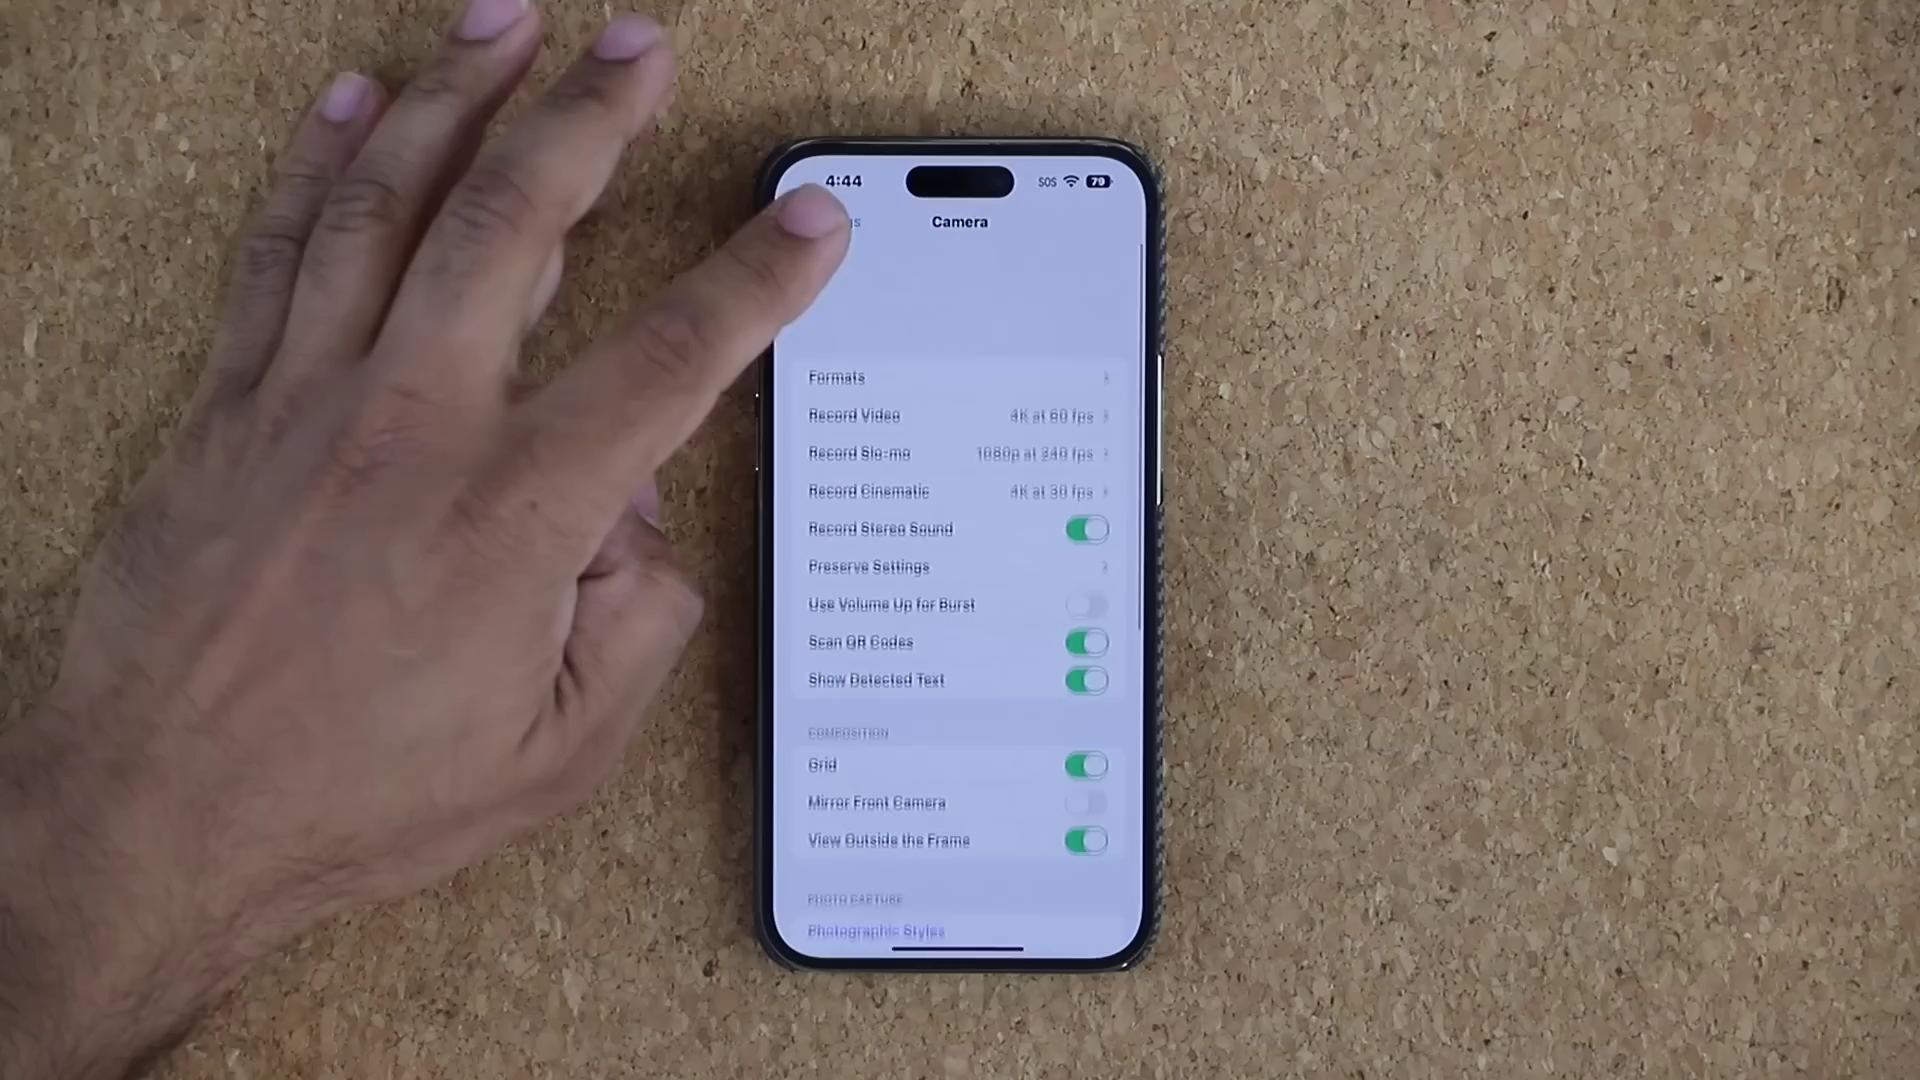 4:44
SOS 79
Camera
Formats
Record Video 4K at 60 fps
Record Slo-mo 1080p at 240 fps
Record Cinematic 4K at 30 fps
Record Stereo Sound
Preserve Settings
Use Volume Up for Burst
Scan QR Codes
Show Detected Text
COMPOSITION
Grid
Mirror Front Camera
View Outside the Frame
PHOTO CAPTURE
Photographic Styles